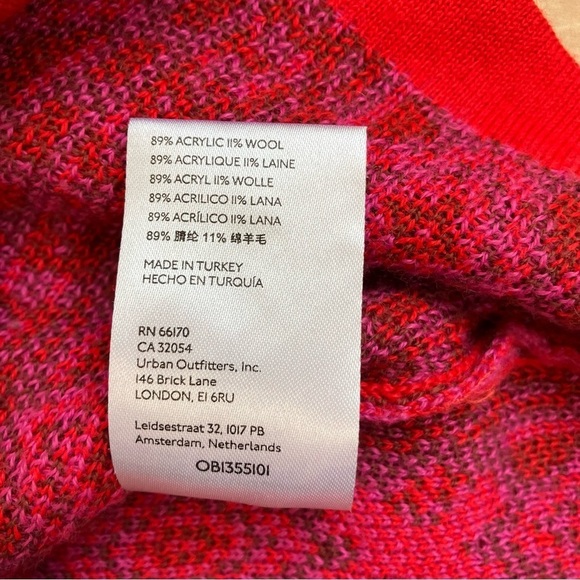 89% ACRYLIC 11% WOOL
89% ACRYLIQUE 11% LAINE
89% ACRYL 11% WOLLE
89% ACRILICO 11% LANA
89% ACRÍLICO 11% LANA
89% 腈纶 11% 绵羊毛
MADE IN TURKEY
HECHO EN TURQUÍA
RN 66170
CA 32054
Urban Outfitters, Inc.
146 Brick Lane
LONDON, E1 6RU
Leidsestraat 32, 1017 PB
Amsterdam, Netherlands
OB1355101